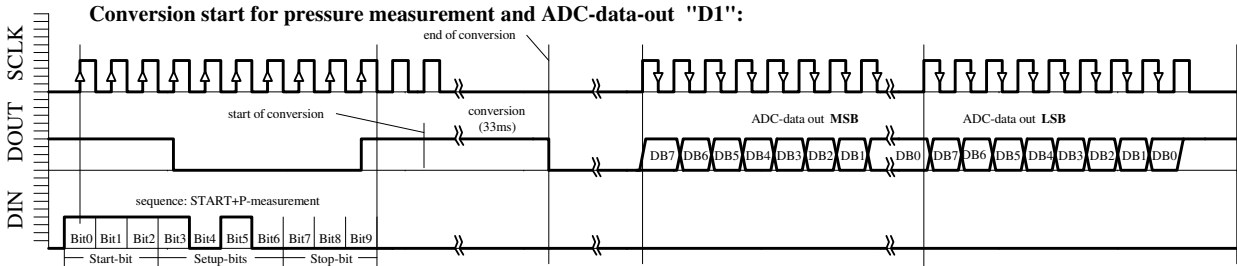 Conversion start for pressure measurement and ADC-data-out "D1":
end of conversion
SCLK
start of conversion
conversion
(33ms)
ADC-data out MSB
ADC-data out LSB
DOUT
DB7 DB6 DB5 DB4 DB3 DB2 DB1 DB0 DB7 DB6 DB5 DB4 DB3 DB2 DB1 DB0
DIN
sequence: START+P-measurement
Bit0 Bit1 Bit2 Bit3 Bit4 Bit5 Bit6 Bit7 Bit8 Bit9
Start-bit Setup-bits Stop-bit